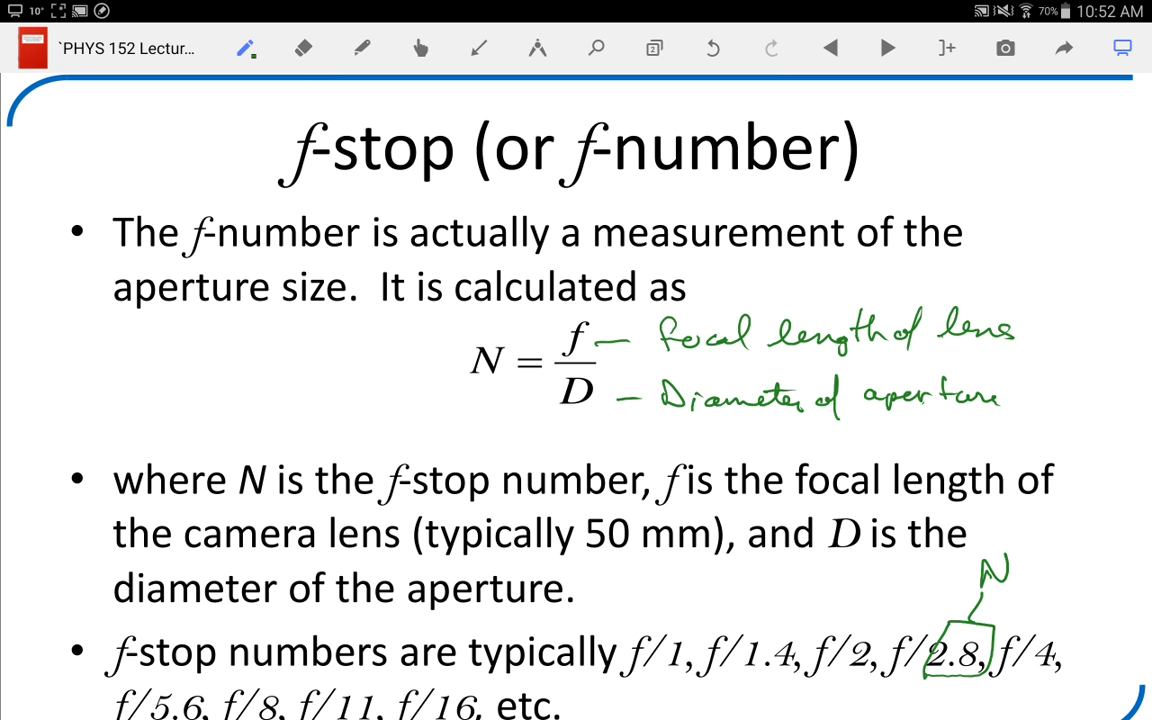 10° 70% 10:52 AM
`PHYS 152 Lectur... 2 ]+
f-stop (or f-number)
• The f-number is actually a measurement of the
aperture size. It is calculated as
N = f/D
— focal length of lens
— Diameter of aperture
• where N is the f-stop number, f is the focal length of
the camera lens (typically 50 mm), and D is the
diameter of the aperture.
N
• f-stop numbers are typically f/1, f/1.4, f/2, f/2.8, f/4,
f/5.6, f/8, f/11, f/16, etc.